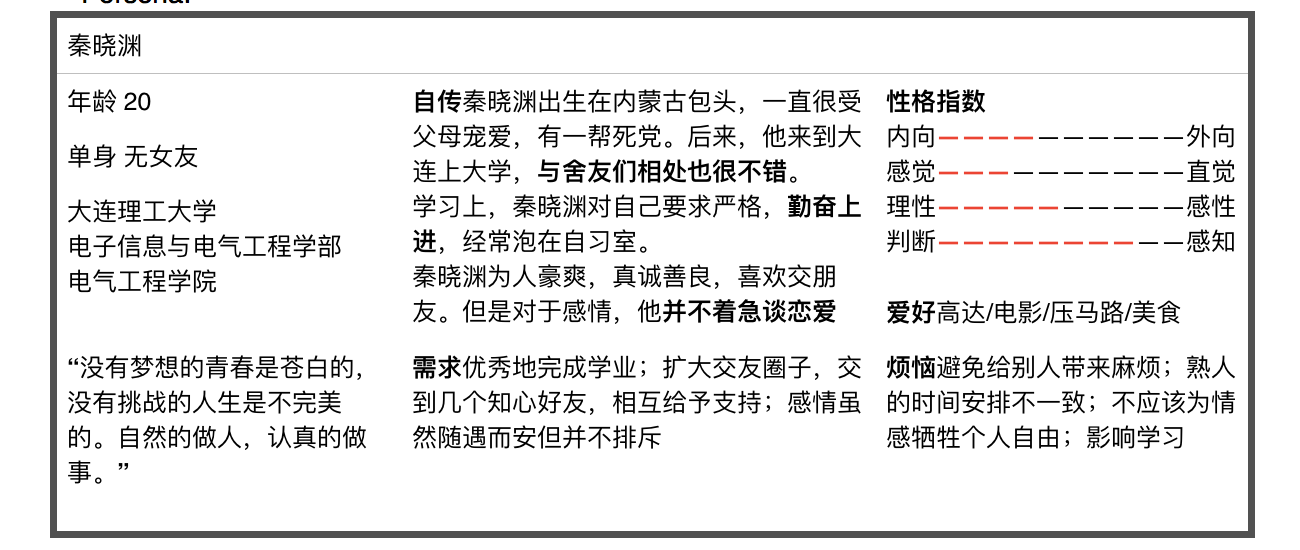 秦晓渊
年龄 20
单身 无女友
大连理工大学
电子信息与电气工程学部
电气工程学院
“没有梦想的青春是苍白的，
没有挑战的人生是不完美
的。自然的做人，认真的做
事。”
自传秦晓渊出生在内蒙古包头，一直很受
父母宠爱，有一帮死党。后来，他来到大
连上大学，与舍友们相处也很不错。
学习上，秦晓渊对自己要求严格，勤奋上
进，经常泡在自习室。
秦晓渊为人豪爽，真诚善良，喜欢交朋
友。但是对于感情，他并不着急谈恋爱
需求优秀地完成学业；扩大交友圈子，交
到几个知心好友，相互给予支持；感情虽
然随遇而安但并不排斥
性格指数
内向——————————外向
感觉——————————直觉
理性——————————感性
判断——————————感知
爱好高达/电影/压马路/美食
烦恼避免给别人带来麻烦；熟人
的时间安排不一致；不应该为情
感牺牲个人自由；影响学习